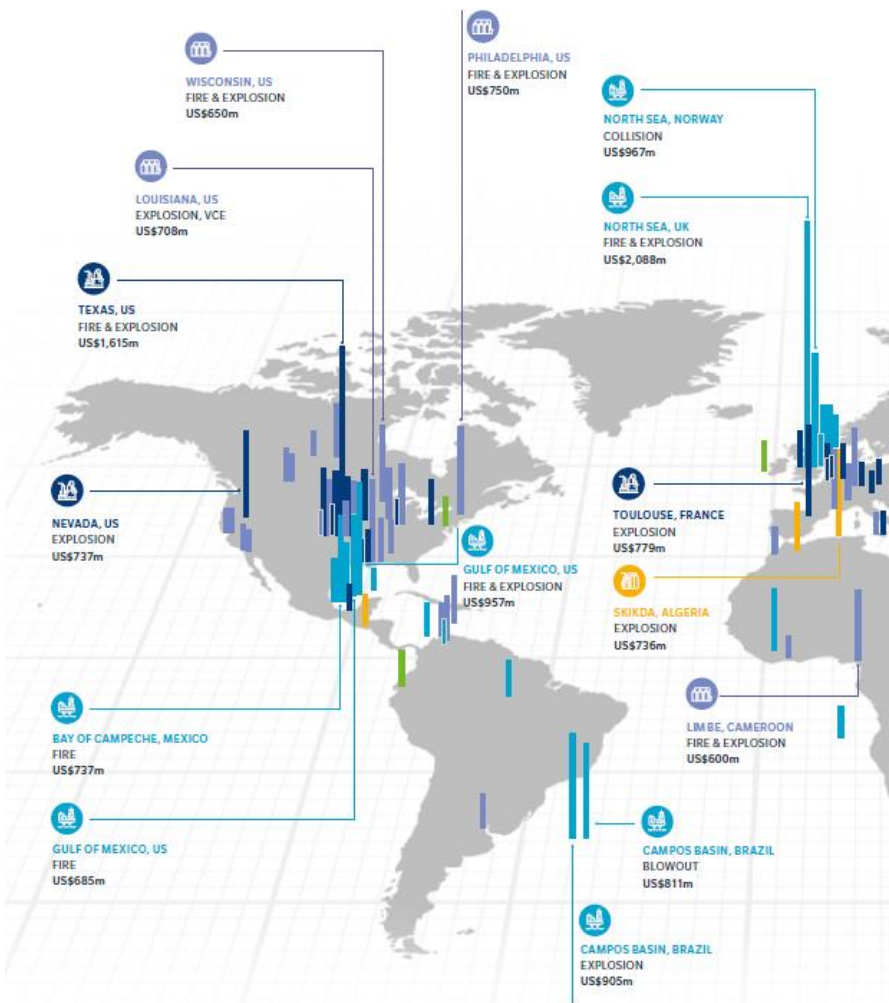 WISCONSIN, US
FIRE & EXPLOSION
US$650m
PHILADELPHIA, US
FIRE & EXPLOSION
US$750m
NORTH SEA, NORWAY
COLLISION
US$967m
LOUISIANA, US
EXPLOSION, VCE
US$708m
NORTH SEA, UK
FIRE & EXPLOSION
US$2,088m
TEXAS, US
FIRE & EXPLOSION
US$1,615m
NEVADA, US
EXPLOSION
US$737m
TOULOUSE, FRANCE
EXPLOSION
US$779m
GULF OF MEXICO, US
FIRE & EXPLOSION
US$957m
SKIKDA, ALGERIA
EXPLOSION
US$736m
BAY OF CAMPECHE, MEXICO
FIRE
US$737m
LIMBE, CAMEROON
FIRE & EXPLOSION
US$600m
GULF OF MEXICO, US
FIRE
US$685m
CAMPOS BASIN, BRAZIL
BLOWOUT
US$811m
CAMPOS BASIN, BRAZIL
EXPLOSION
US$905m